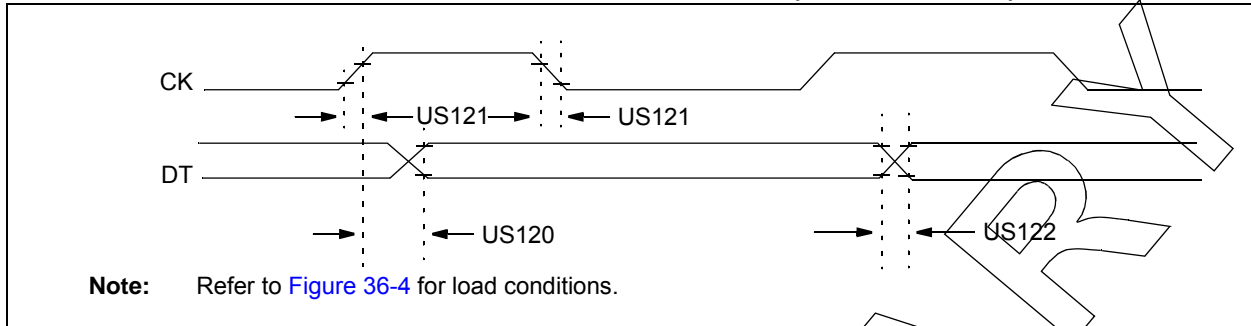 CK
US121 US121
DT
US120 US122
Note: Refer to Figure 36-4 for load conditions.
R Y